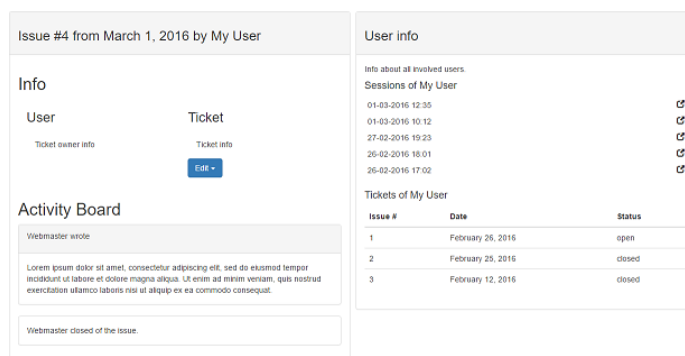 Issue #4 from March 1, 2016 by My User
Info
User
Ticket
Ticket owner info
Ticket info
Edit
Activity Board
Webmaster wrote
Lorem ipsum dolor sit amet, consectetur adipiscing elit, sed do eiusmod tempor
incididunt ut labore et dolore magna aliqua. Ut enim ad minim veniam, quis nostrud
exercitation ullamco laboris nisi ut aliquip ex ea commodo consequat.
Webmaster closed of the issue.
User info
Info about all involved users.
Sessions of My User
01-03-2016 12:35
01-03-2016 10:12
27-02-2016 19:23
26-02-2016 18:01
26-02-2016 17:02
Tickets of My User
Issue # Date Status
1 February 26, 2016 open
2 February 25, 2016 closed
3 February 12, 2016 closed